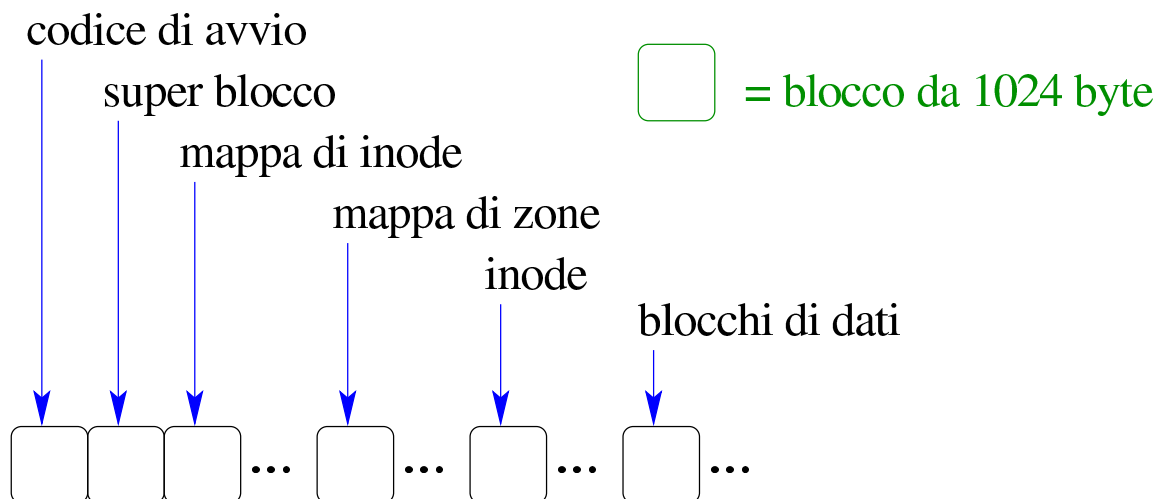 codice di avvio
super blocco
= blocco da 1024 byte
mappa di inode
mappa di zone
inode
blocchi di dati
... ... ... ...